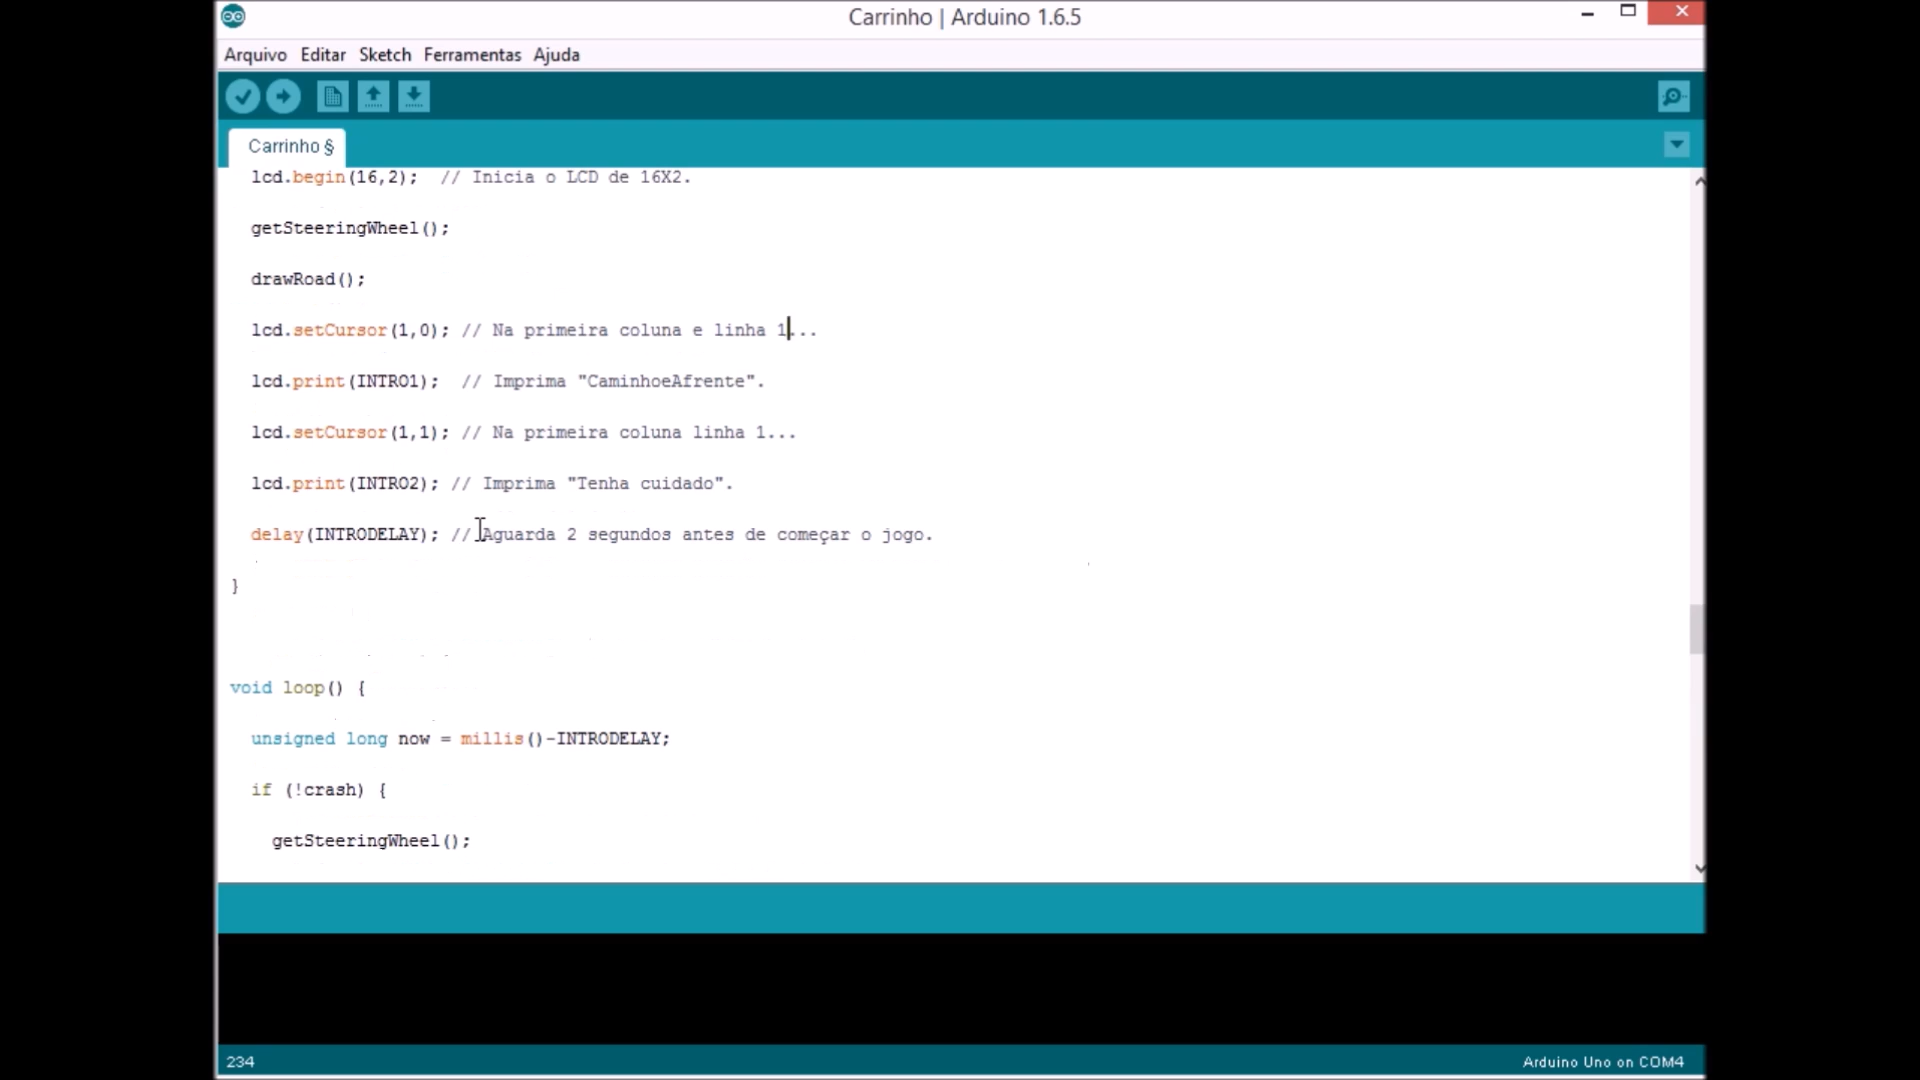 Carrinho | Arduino 1.6.5
Arquivo Editar Sketch Ferramentas Ajuda
Carrinho §
lcd.begin(16,2);  // Inicia o LCD de 16X2.
getSteeringWheel();
drawRoad();
lcd.setCursor(1,0); // Na primeira coluna e linha 1...
lcd.print(INTRO1);  // Imprima "CaminhoeAfrente".
lcd.setCursor(1,1); // Na primeira coluna linha 1...
lcd.print(INTRO2); // Imprima "Tenha cuidado".
delay(INTRODELAY); // Aguarda 2 segundos antes de começar o jogo.
}
void loop() {
unsigned long now = millis()-INTRODELAY;
if (!crash) {
getSteeringWheel();
234
Arduino Uno on COM4